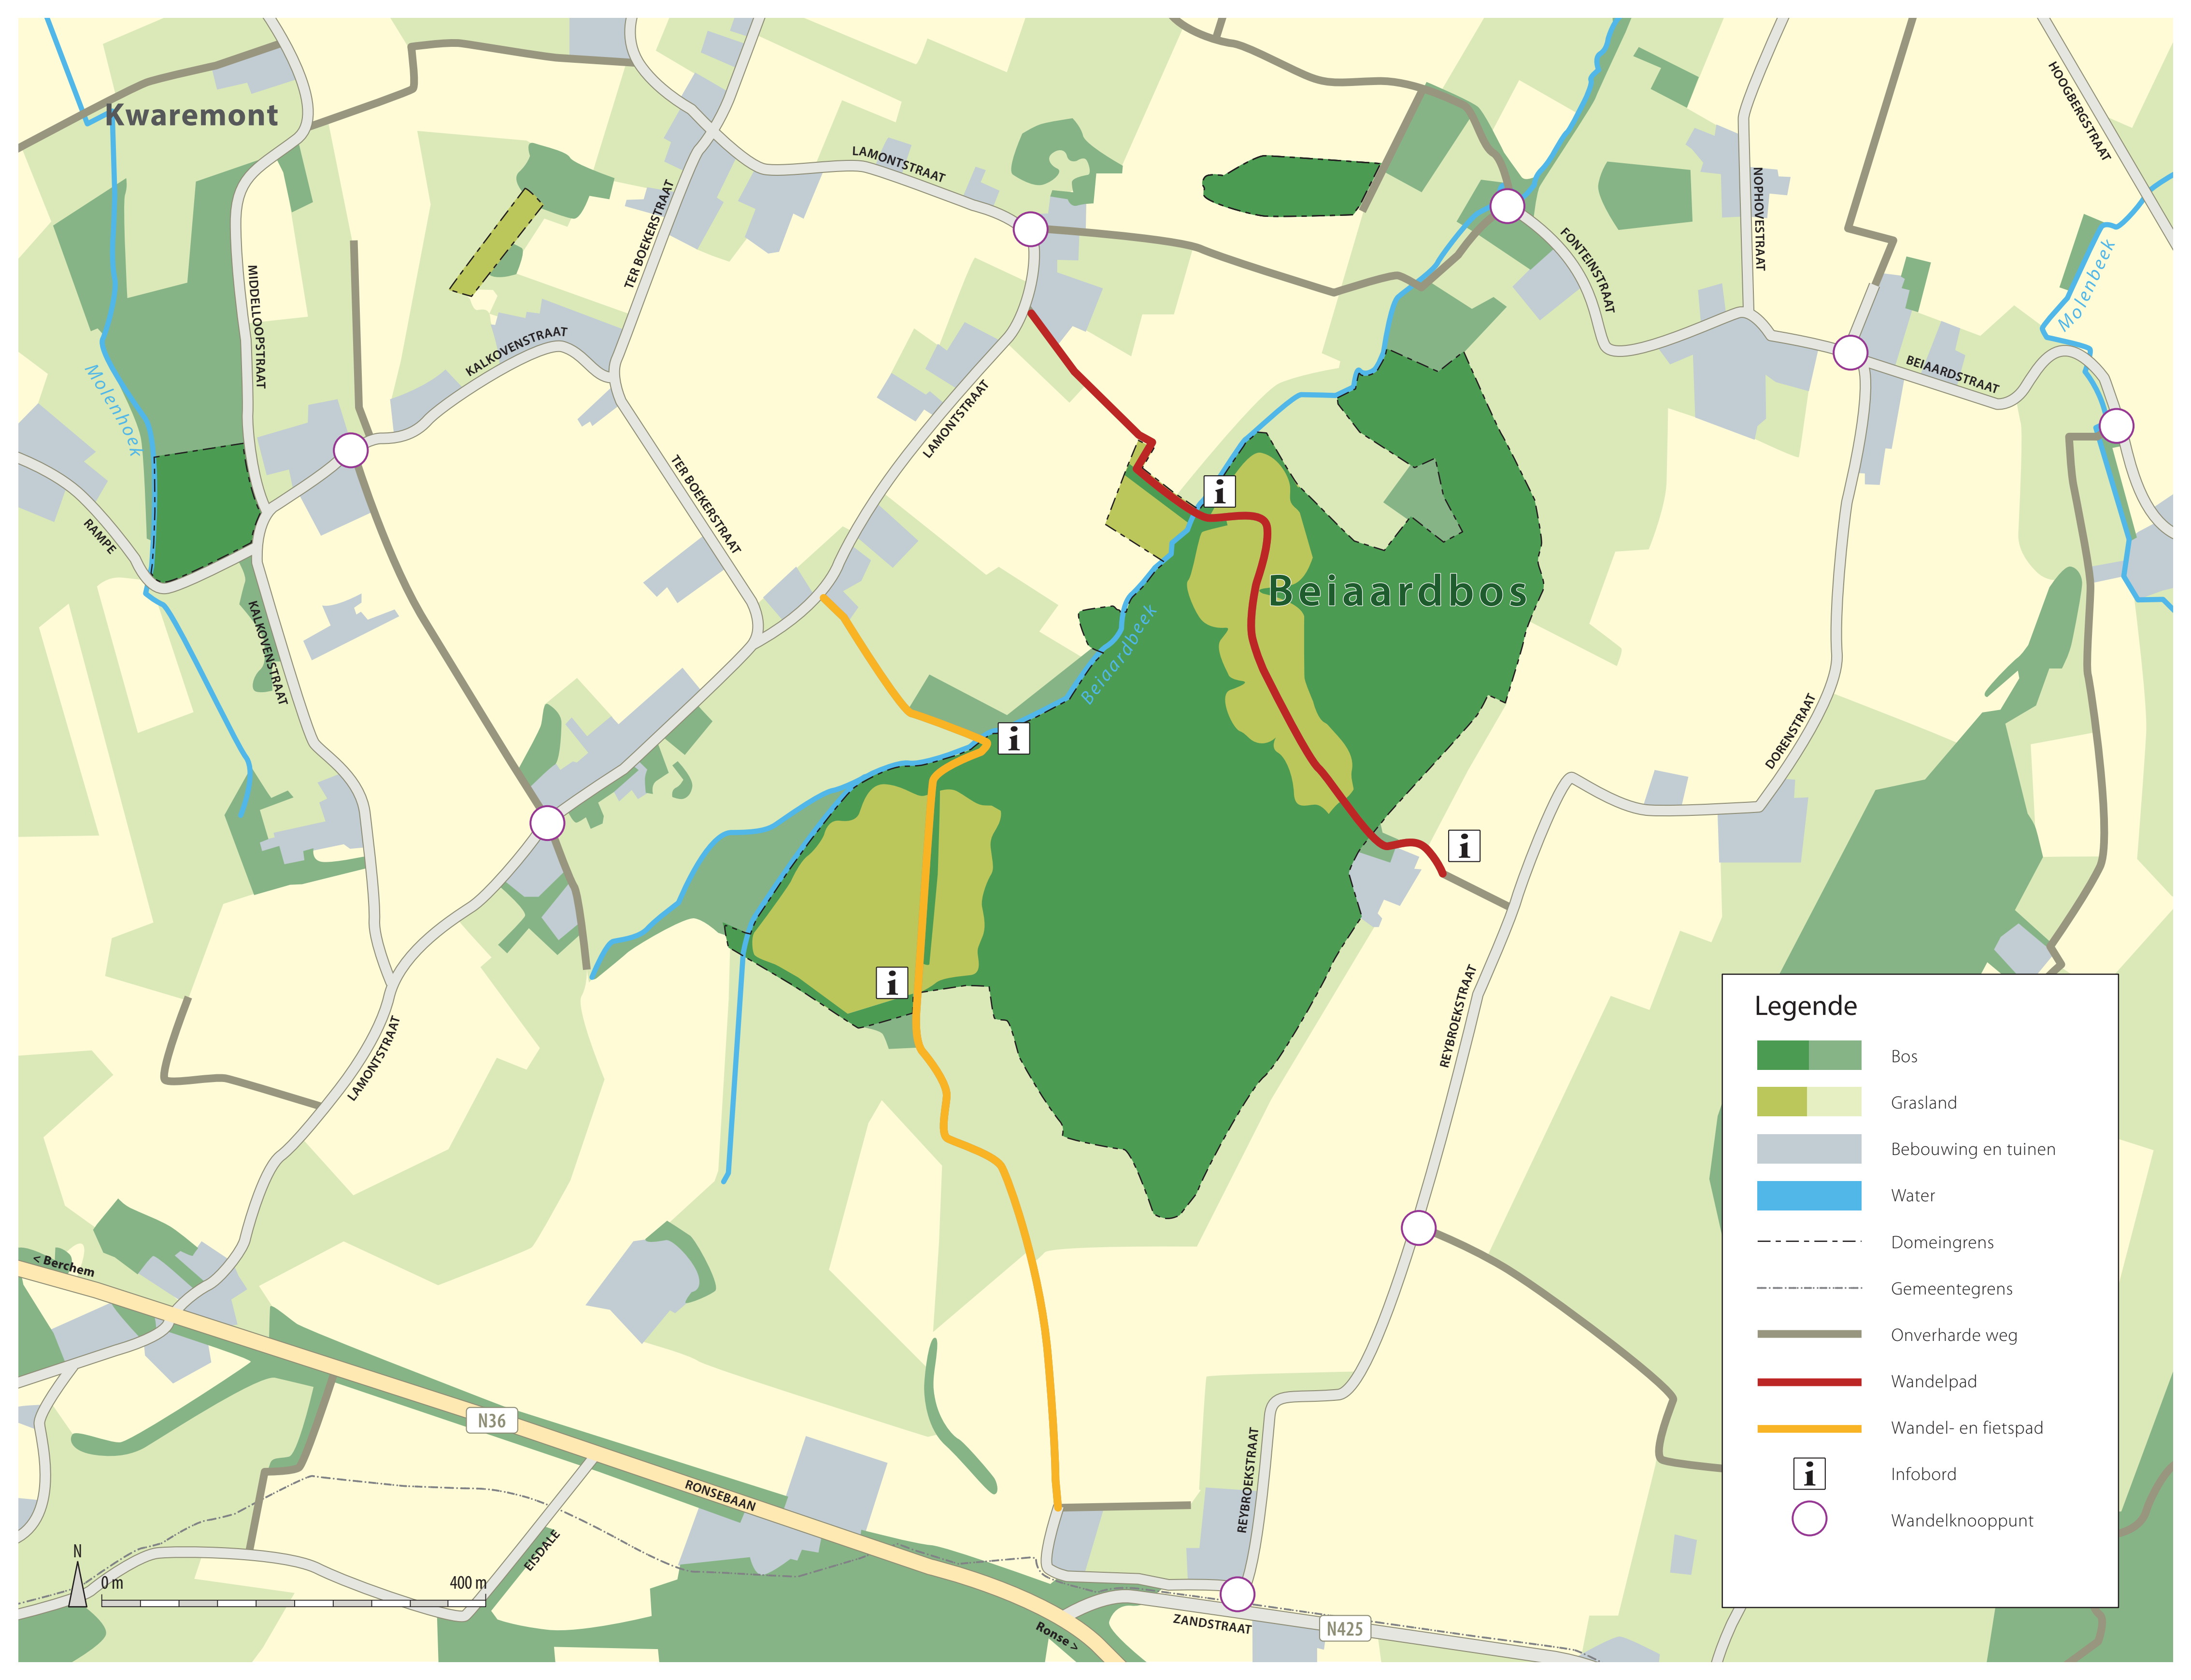 Kwaremont
HOOGBERGSTRAAT
LAMONTSTRAAT
NOPHOVESTRAAT
TER BOEKERSTRAAT
FONTEINSTRAAT
Molenbeek
MIDDELLOOPSTRAAT
KALKOVENSTRAAT
BEIAARDSTRAAT
Molenhoek
LAMONTSTRAAT
TER BOEKERSTRAAT
RAMPE
i
Beiaardbos
KALKOVENSTRAAT
Beiaardbeek
i
DORENSTRAAT
i
i
REYBROEKSTRAAT
LAMONTSTRAAT
< Berchem
N36
RONSEBAAN
REYBROEKSTRAAT
EISDALE
N
0 m
400 m
ZANDSTRAAT
N425
Ronse >
Legende
Bos
Grasland
Bebouwing en tuinen
Water
Domeingrens
Gemeentegrens
Onverharde weg
Wandelpad
Wandel- en fietspad
i Infobord
Wandelknooppunt